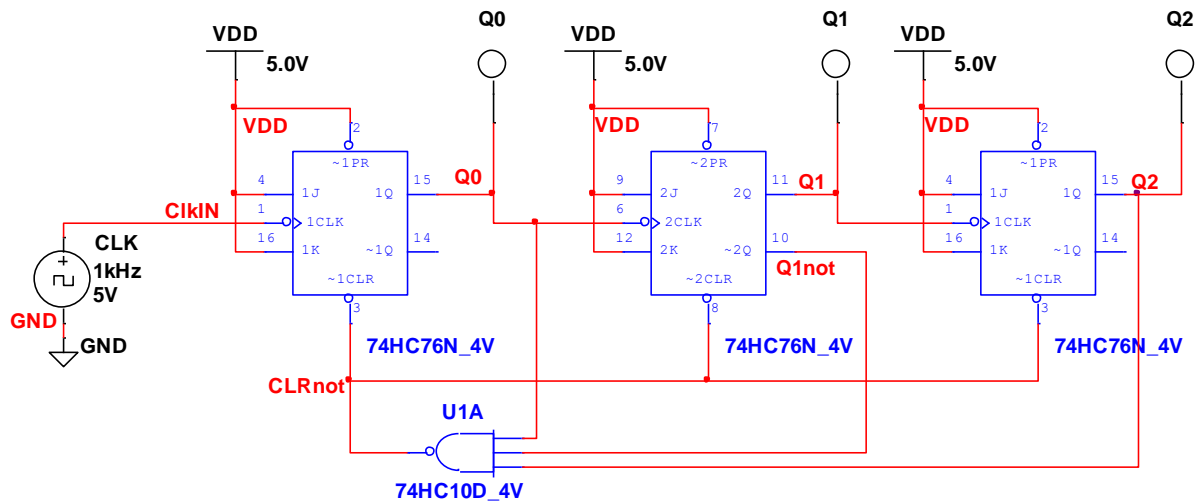 Q0
Q1
Q2
VDD
5.0V
VDD
5.0V
VDD
5.0V
VDD
2
VDD
7
VDD
2
~1PR
~2PR
~1PR
4
1J
1Q
15
Q0
9
2J
2Q
11
Q1
4
1J
1Q
15
Q2
ClkIN
1
1CLK
6
2CLK
1
1CLK
16
1K
~1Q
14
12
2K
~2Q
10
16
1K
~1Q
14
Q1not
~1CLR
~2CLR
~1CLR
3
8
3
CLK
+
1kHz
5V
GND
GND
74HC76N_4V
74HC76N_4V
74HC76N_4V
CLRnot
U1A
74HC10D_4V